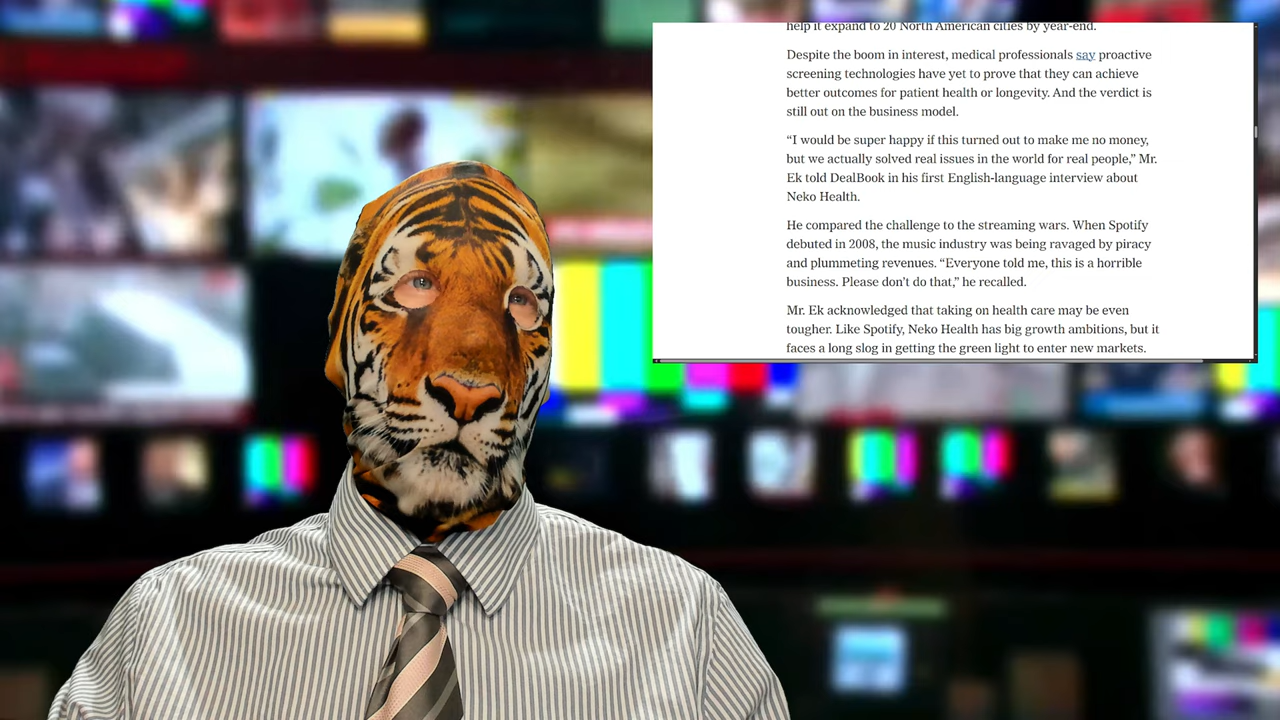 help it expand to 20 North American cities by year-end.
Despite the boom in interest, medical professionals say proactive
screening technologies have yet to prove that they can achieve
better outcomes for patient health or longevity. And the verdict is
still out on the business model.
“I would be super happy if this turned out to make me no money,
but we actually solved real issues in the world for real people,” Mr.
Ek told DealBook in his first English-language interview about
Neko Health.
He compared the challenge to the streaming wars. When Spotify
debuted in 2008, the music industry was being ravaged by piracy
and plummeting revenues. “Everyone told me, this is a horrible
business. Please don’t do that,” he recalled.
Mr. Ek acknowledged that taking on health care may be even
tougher. Like Spotify, Neko Health has big growth ambitions, but it
faces a long slog in getting the green light to enter new markets.